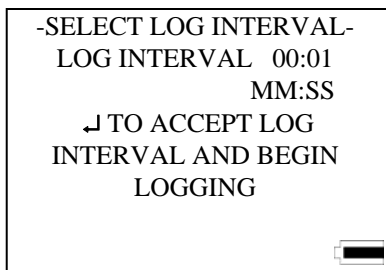 -SELECT LOG INTERVAL-
LOG INTERVAL 00:01
MM:SS
↵ TO ACCEPT LOG
INTERVAL AND BEGIN
LOGGING